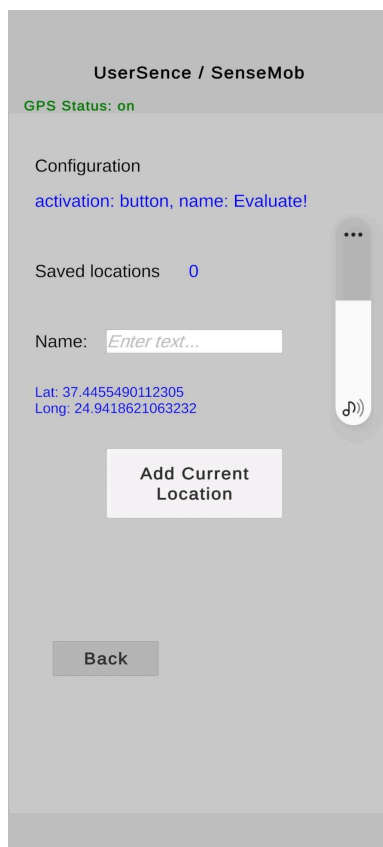 UserSence / SenseMob
GPS Status: on
Configuration
activation: button, name: Evaluate!
Saved locations 0
Name: Enter text...
Lat: 37.4455490112305
Long: 24.9418621063232
Add Current
Location
Back